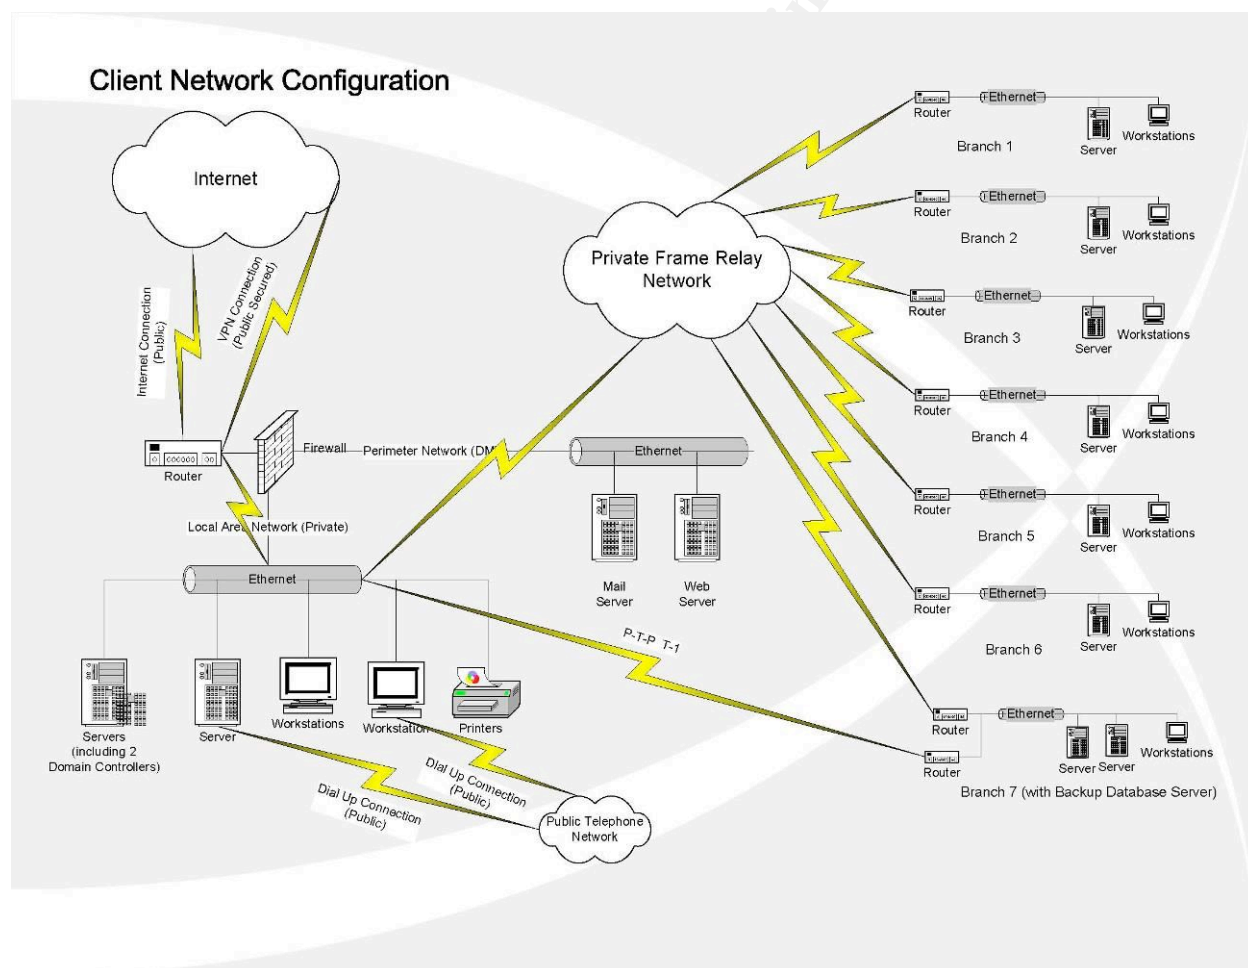 Client Network Configuration
Internet
Internet Connection
(Public)
VPN Connection
(Public Secured)
Router
Firewall
Perimeter Network (DM
Local Area Network (Private)
Ethernet
Servers
(including 2
Domain Controllers)
Server
Workstations
Workstation
Printers
Dial Up Connection
(Public)
Dial Up Connection
(Public)
Public Telephone
Network
Ethernet
Mail
Server
Web
Server
P-T-P T-1
Private Frame Relay
Network
Router
Ethernet
Server
Workstations
Branch 1
Router
Ethernet
Server
Workstations
Branch 2
Router
Ethernet
Server
Workstations
Branch 3
Router
Ethernet
Server
Workstations
Branch 4
Router
Ethernet
Server
Workstations
Branch 5
Router
Ethernet
Server
Workstations
Branch 6
Router
Ethernet
Router
Server
Server
Workstations
Branch 7 (with Backup Database Server)